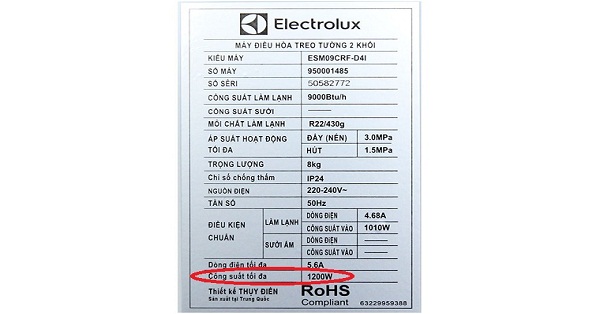 Electrolux
MÁY ĐIỀU HÒA TREO TƯỜNG 2 KHỐI
KIỂU MÁY ESM09CRF-D4I
SỐ MÁY 950001485
SỐ SÊRI 50582772
CÔNG SUẤT LÀM LẠNH 9000Btu/h
CÔNG SUẤT SƯỞI ———
MÔI CHẤT LÀM LẠNH R22/430g
ÁP SUẤT HOẠT ĐỘNG TỐI ĐA ĐẨY (NÉN) 3.0MPa
HÚT 1.5MPa
TRỌNG LƯỢNG 8kg
Chỉ số chống thấm IP24
NGUỒN ĐIỆN 220-240V~
TẦN SỐ 50Hz
ĐIỀU KIỆN CHUẨN LÀM LẠNH DÒNG ĐIỆN 4.68A
CÔNG SUẤT VÀO 1010W
SƯỞI ẤM DÒNG ĐIỆN ———
CÔNG SUẤT VÀO ———
Dòng điện tối đa 5.6A
Công suất tối đa 1200W
Thiết kế THỤY ĐIỂN
Sản xuất tại Trung Quốc
RoHS
Compliant
63229959388